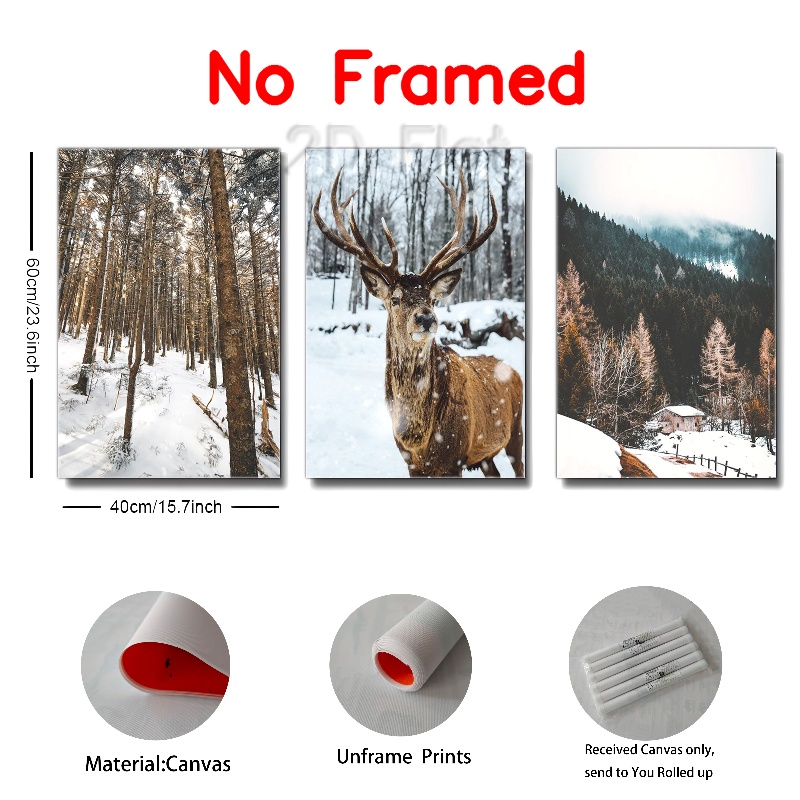 No Framed
2D Flat
60cm/23.6inch
40cm/15.7inch
Material:Canvas
Unframe Prints
Received Canvas only,
send to You Rolled up